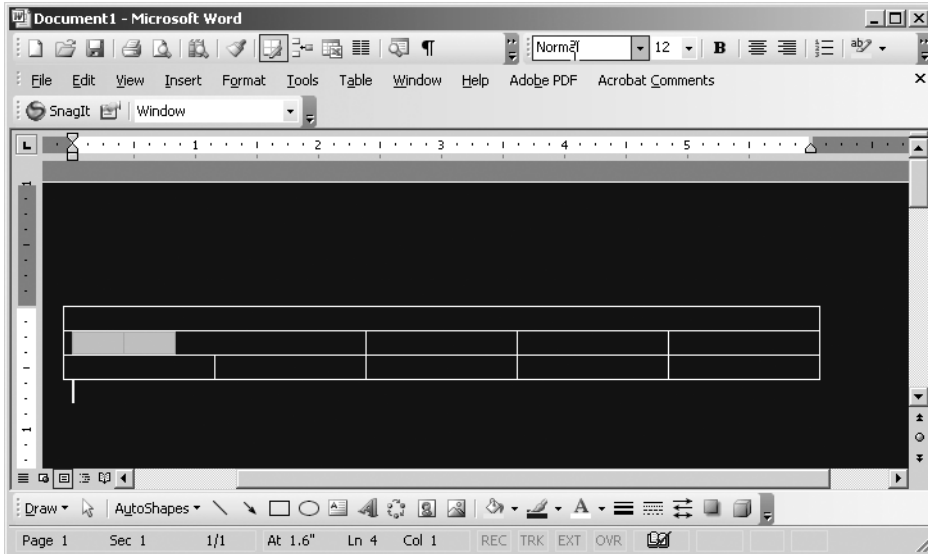 Document1 - Microsoft Word
12 B
File Edit View Insert Format Tools Table Window Help Adobe PDF Acrobat Comments
SnagIt Window
L 1 2 3 4 5
1
1
Draw AutoShapes A
Page 1 Sec 1 1/1 At 1.6" Ln 4 Col 1 REC TRK EXT OVR